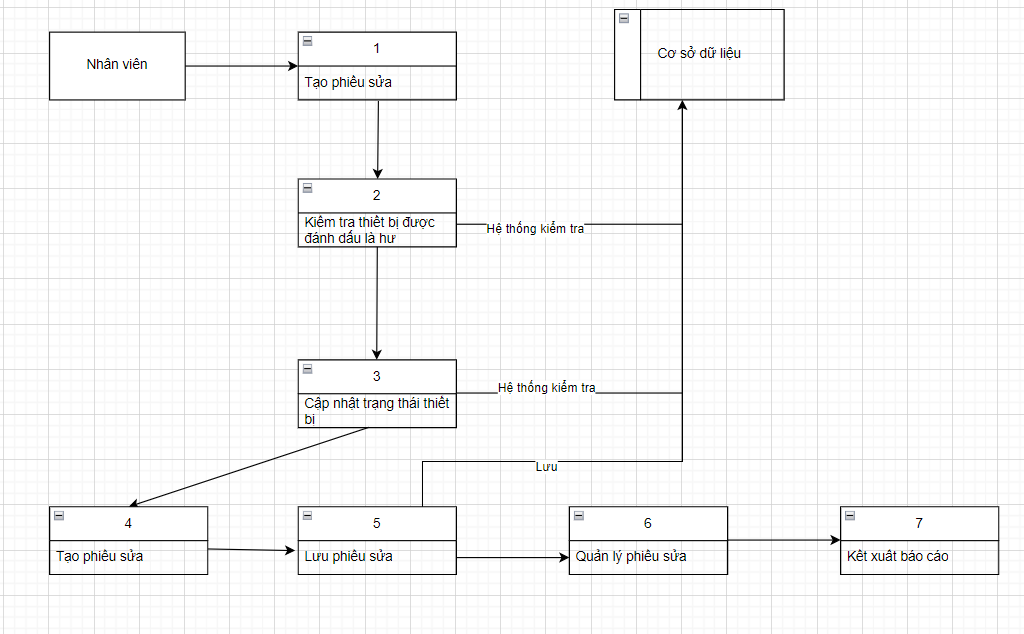 Nhân viên
1
Tạo phiếu sửa
Cơ sở dữ liệu
2
Kiểm tra thiết bị được
đánh dấu là hư
Hệ thống kiểm tra
3
Cập nhật trạng thái thiết
bị
Hệ thống kiểm tra
Lưu
4
Tạo phiếu sửa
5
Lưu phiếu sửa
6
Quản lý phiếu sửa
7
Kết xuất báo cáo